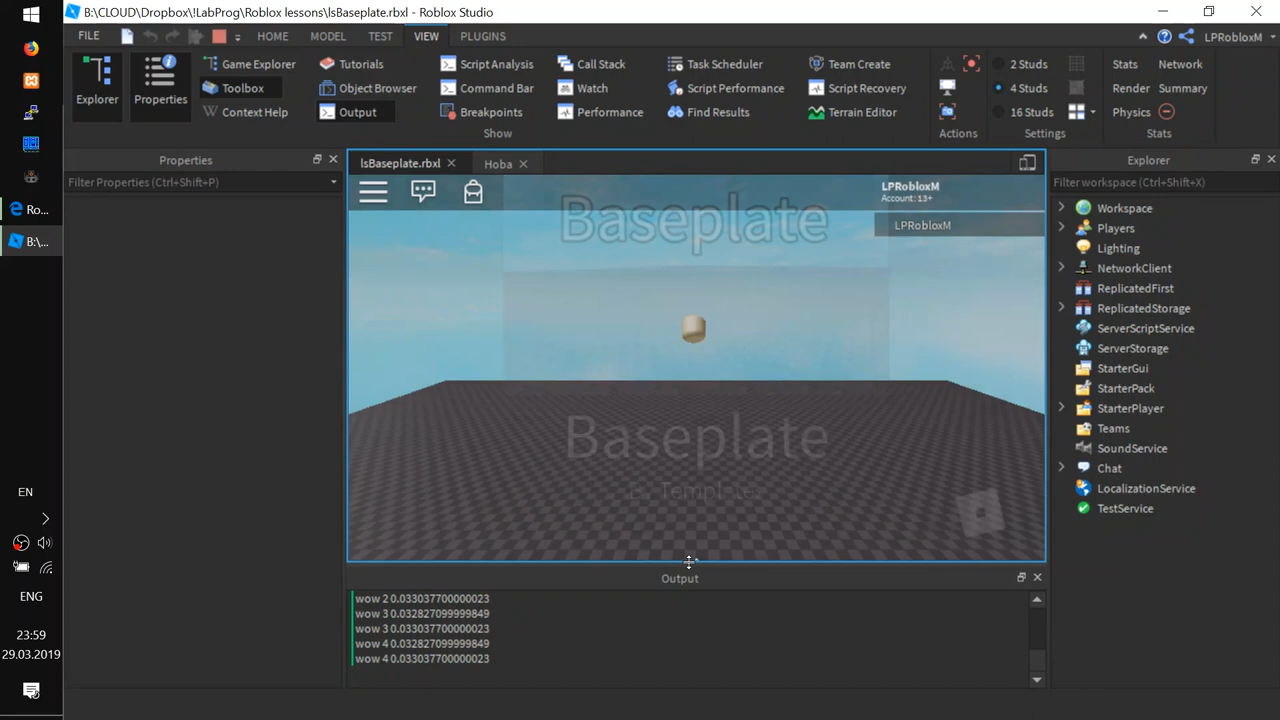 B:\CLOUD\Dropbox\!LabProg\Roblox lessons\lsBaseplate.rbxl - Roblox Studio
FILE HOME MODEL TEST VIEW PLUGINS LPRobloxM
Explorer
Properties
Game Explorer
Toolbox
Context Help
Tutorials
Object Browser
Output
Script Analysis
Command Bar
Breakpoints
Call Stack
Watch
Performance
Task Scheduler
Script Performance
Find Results
Team Create
Script Recovery
Terrain Editor
Show
Actions
2 Studs
4 Studs
16 Studs
Settings
Stats Network
Render Summary
Physics
Stats
Properties
Filter Properties (Ctrl+Shift+P)
lsBaseplate.rbxl Hoba
LPRobloxM
Account: 13+
LPRobloxM
Baseplate
Baseplate
Template
Output
wow 2 0.033037700000023
wow 3 0.032827099999849
wow 3 0.033037700000023
wow 4 0.032827099999849
wow 4 0.033037700000023
Explorer
Filter workspace (Ctrl+Shift+X)
Workspace
Players
Lighting
NetworkClient
ReplicatedFirst
ReplicatedStorage
ServerScriptService
ServerStorage
StarterGui
StarterPack
StarterPlayer
Teams
SoundService
Chat
LocalizationService
TestService
Ro...
B:\...
EN
ENG
23:59
29.03.2019